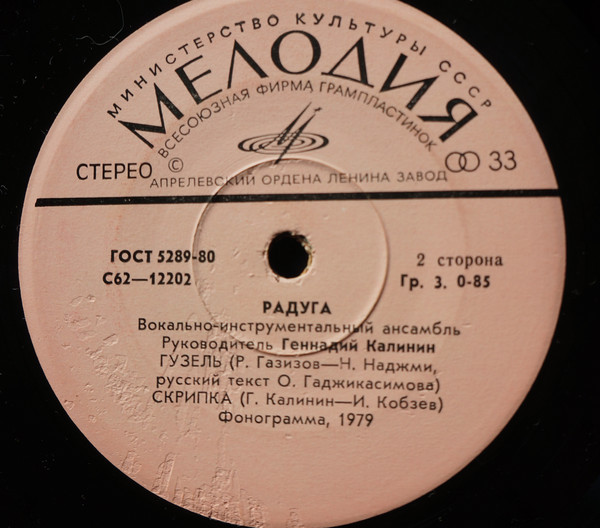 МИНИСТЕРСТВО КУЛЬТУРЫ СССР
МЕЛОДИЯ
ВСЕСОЮЗНАЯ ФИРМА ГРАМПЛАСТИНОК
СТЕРЕО © 33
АПРЕЛЕВСКИЙ ОРДЕНА ЛЕНИНА ЗАВОД
ГОСТ 5289-80
С62—12202
2 сторона
Гр. 3. 0-85
РАДУГА
Вокально-инструментальный ансамбль
Руководитель Геннадий Калинин
ГУЗЕЛЬ (Р. Газизов—Н. Наджми,
русский текст О. Гаджикасимова)
СКРИПКА (Г. Калинин—И. Кобзев)
Фонограмма, 1979